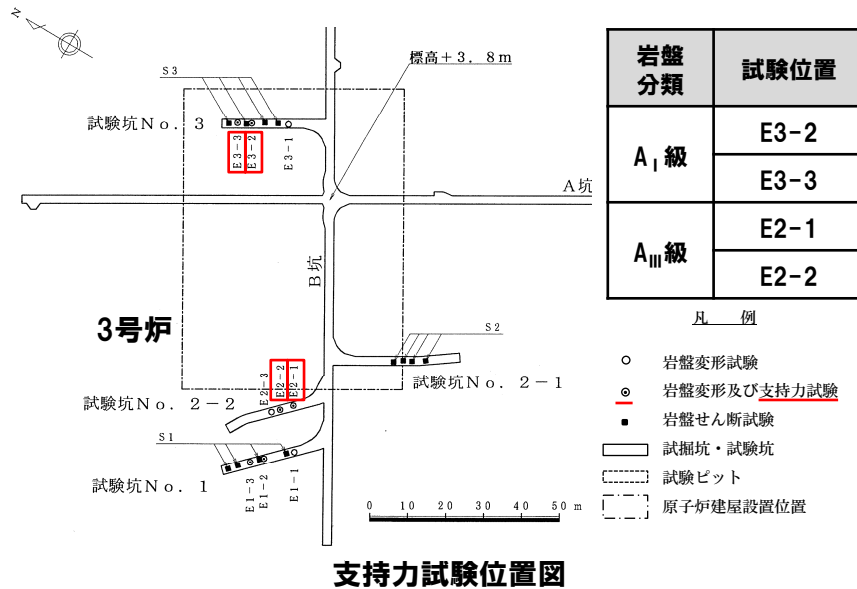 N
S3
標高+3.8m
試験坑No. 3
E3-3
E3-2
E3-1
A坑
B坑
3号炉
S2
試験坑No. 2-1
E2-3
E2-2
E2-1
試験坑No. 2-2
S1
試験坑No. 1
E1-3
E1-2
E1-1
0 10 20 30 40 50 m
岩盤分類 試験位置
AⅠ級 E3-2
E3-3
AⅢ級 E2-1
E2-2
凡 例
岩盤変形試験
岩盤変形及び支持力試験
岩盤せん断試験
試掘坑・試験坑
試験ピット
原子炉建屋設置位置
支持力試験位置図